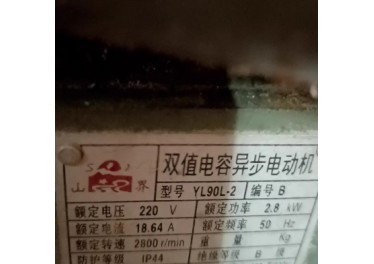 双值电容异步电动机
S J
山 界
型号 YL90L-2 编号 B
额定电压 220 V 额定功率 2.8 kW
额定电流 18.64 A 额定频率 50 Hz
额定转速 2800 r/min 重量 Kg
防护等级 IP44 绝缘等级 B 级